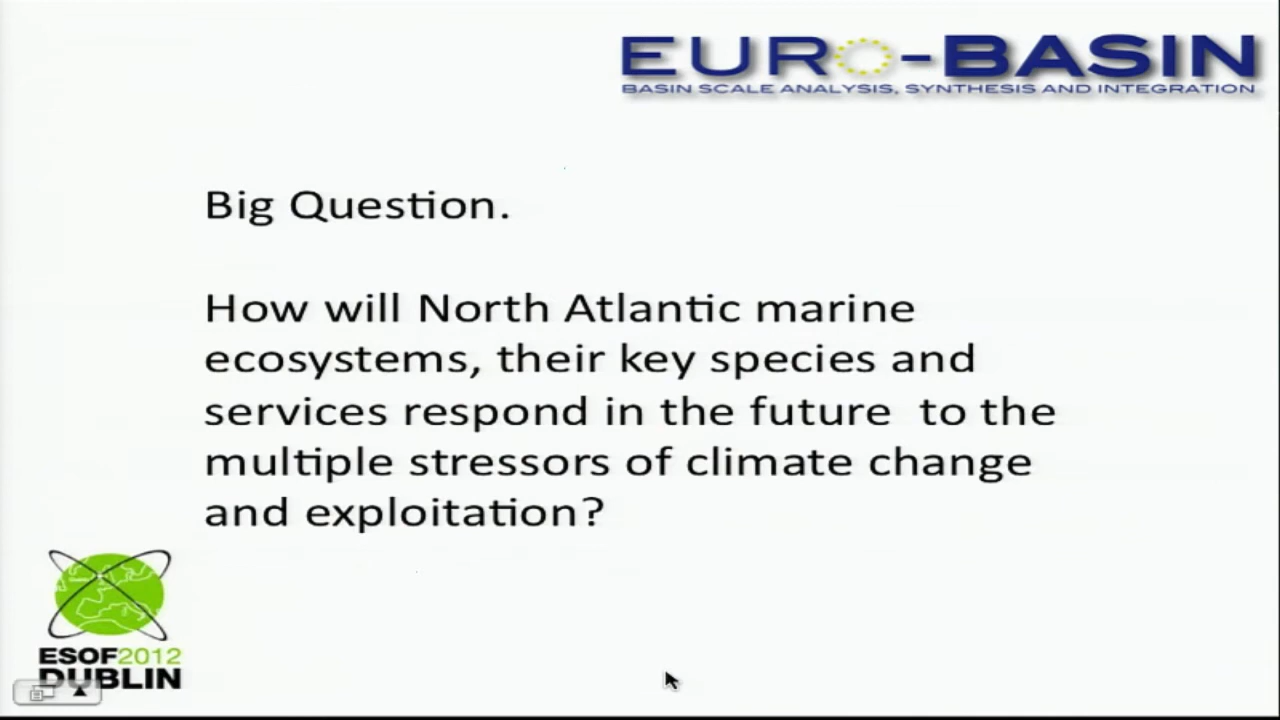 EURO-BASIN
BASIN SCALE ANALYSIS, SYNTHESIS AND INTEGRATION
Big Question.
How will North Atlantic marine
ecosystems, their key species and
services respond in the future to the
multiple stressors of climate change
and exploitation?
ESOF2012
DUBLIN